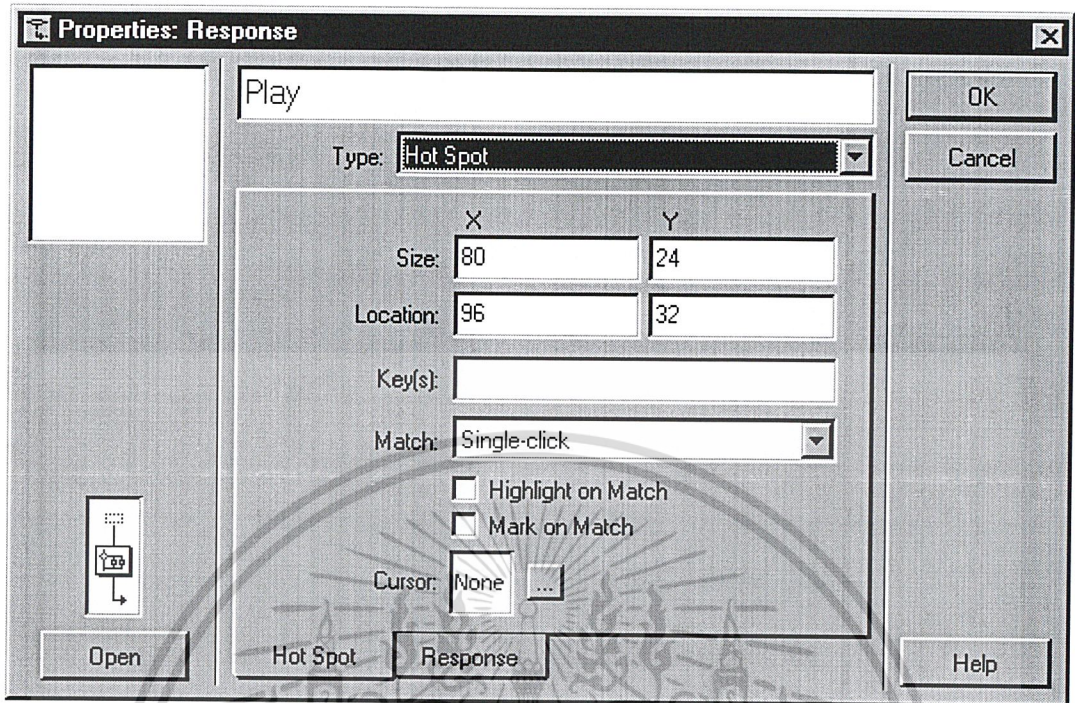 Properties: Response
Play
OK
Type: Hot Spot
Cancel
X Y
Size: 80 24
Location: 96 32
Key(s):
Match: Single-click
Highlight on Match
Mark on Match
Cursor: None ...
Open
Hot Spot Response
Help